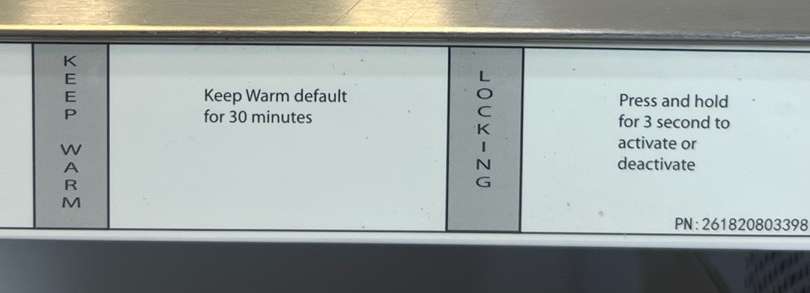 KEEP WARM
Keep Warm default
for 30 minutes
LOCKING
Press and hold
for 3 second to
activate or
deactivate
PN: 261820803398